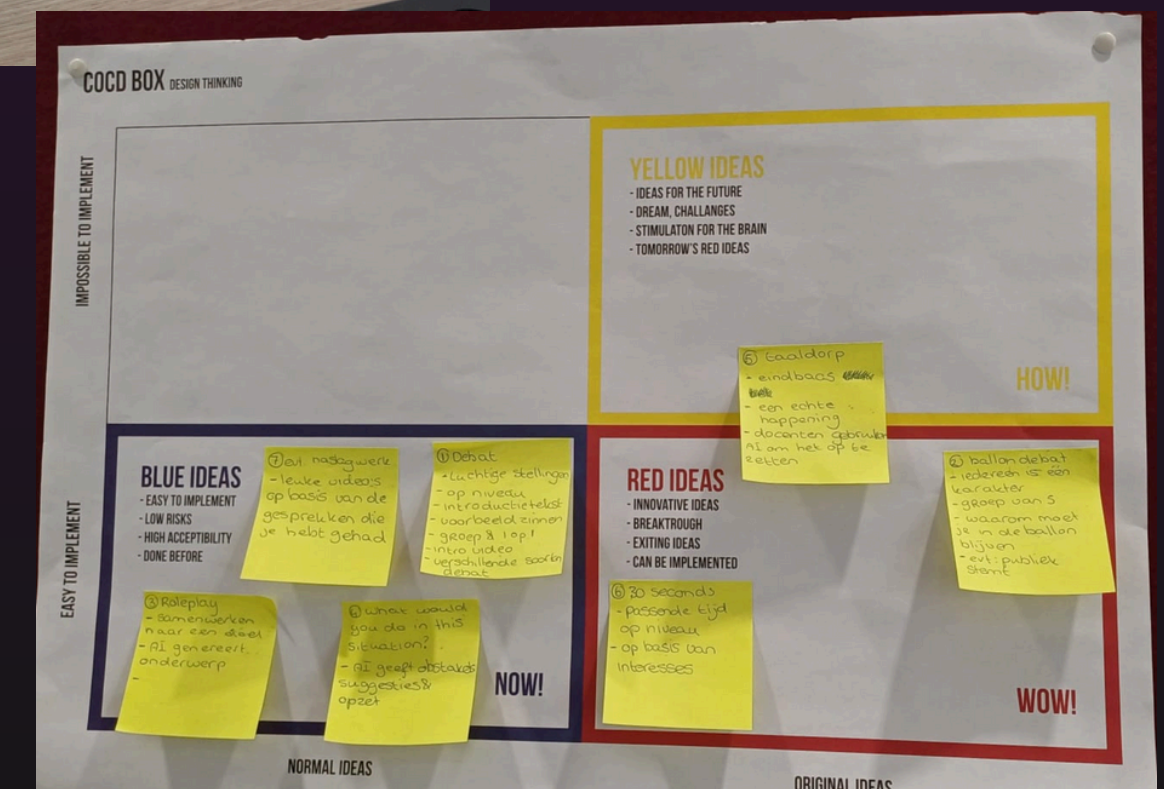 COCD BOX DESIGN THINKING
IMPOSSIBLE TO IMPLEMENT
YELLOW IDEAS
- IDEAS FOR THE FUTURE
- DREAM, CHALLANGES
- STIMULATON FOR THE BRAIN
- TOMORROW'S RED IDEAS
HOW!
⑤ Taaldorp
- eindbaas
- een echte
happening
- docenten gebruiken
AI om het op te
zetten
EASY TO IMPLEMENT
BLUE IDEAS
- EASY TO IMPLEMENT
- LOW RISKS
- HIGH ACCEPTIBILITY
- DONE BEFORE
⑦ evt. nasagwerk
- leuke video's
op basis van de
gesprekken die
je hebt gehad
① Debat
- Luchtige stellingen
- op niveau
- introductietekst
- voorbeeld zinnen
- groep & 1 op 1
- intro video
- verschillende soorten
debat
③ Roleplay
- Samenwerken
naar een doel
- AI genereert
onderwerp
-
what would
you do in this
situation?
- AI geeft obstakels
suggesties &
opzet
NOW!
RED IDEAS
- INNOVATIVE IDEAS
- BREAKTROUGH
- EXITING IDEAS
- CAN BE IMPLEMENTED
② ballon debat
- iedereen is één
karakter
- groep van 5
- waarom moet
je in de ballon
blijven
- evt: publiek
stemt
⑥ 30 seconds
- passende tijd
op niveau
- op basis van
interesses
WOW!
NORMAL IDEAS
ORIGINAL IDEAS